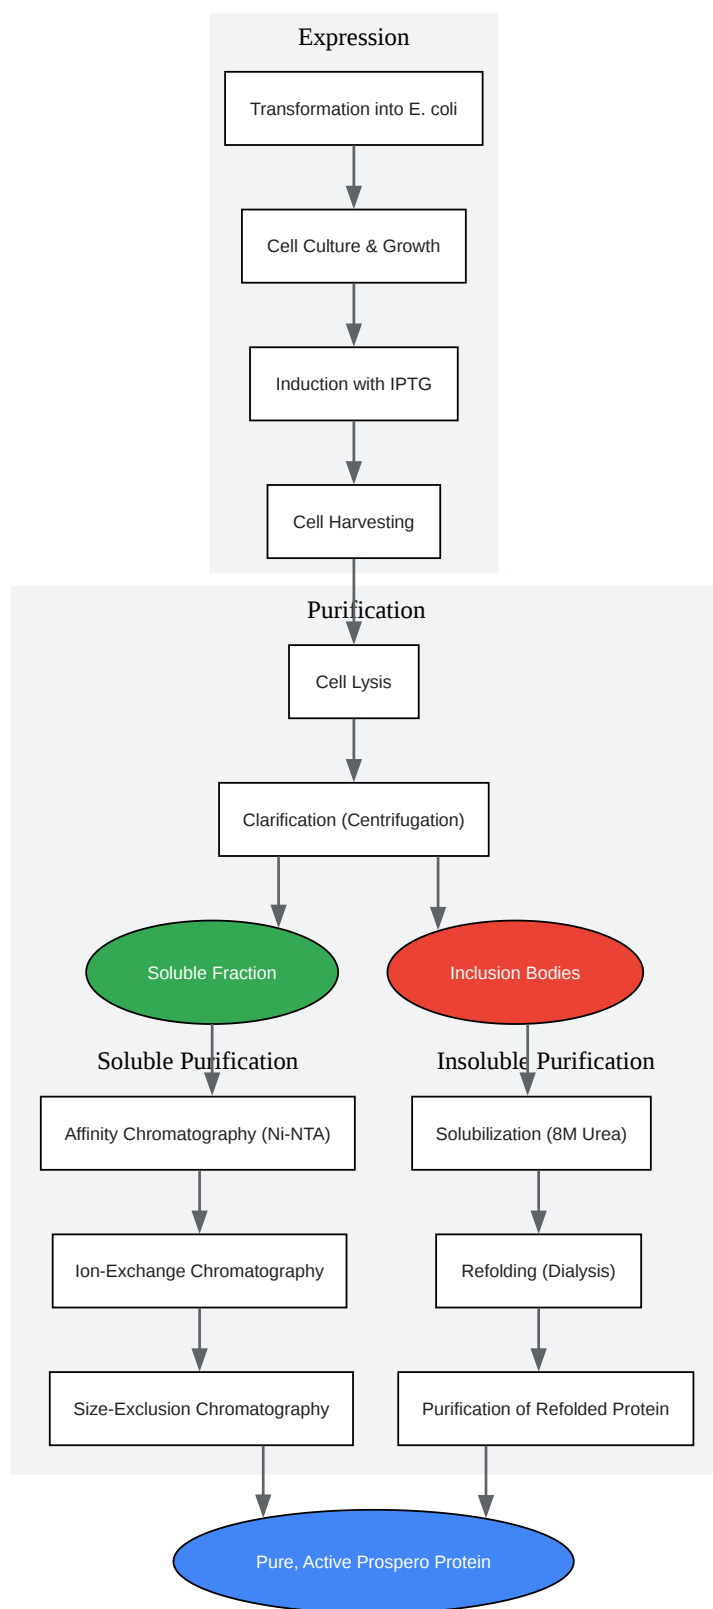 Expression
Transformation into E. coli
Cell Culture & Growth
Induction with IPTG
Cell Harvesting
Purification
Cell Lysis
Clarification (Centrifugation)
Soluble Fraction
Inclusion Bodies
Soluble Purification
Insoluble Purification
Affinity Chromatography (Ni-NTA)
Solubilization (8M Urea)
Ion-Exchange Chromatography
Refolding (Dialysis)
Size-Exclusion Chromatography
Purification of Refolded Protein
Pure, Active Prospero Protein